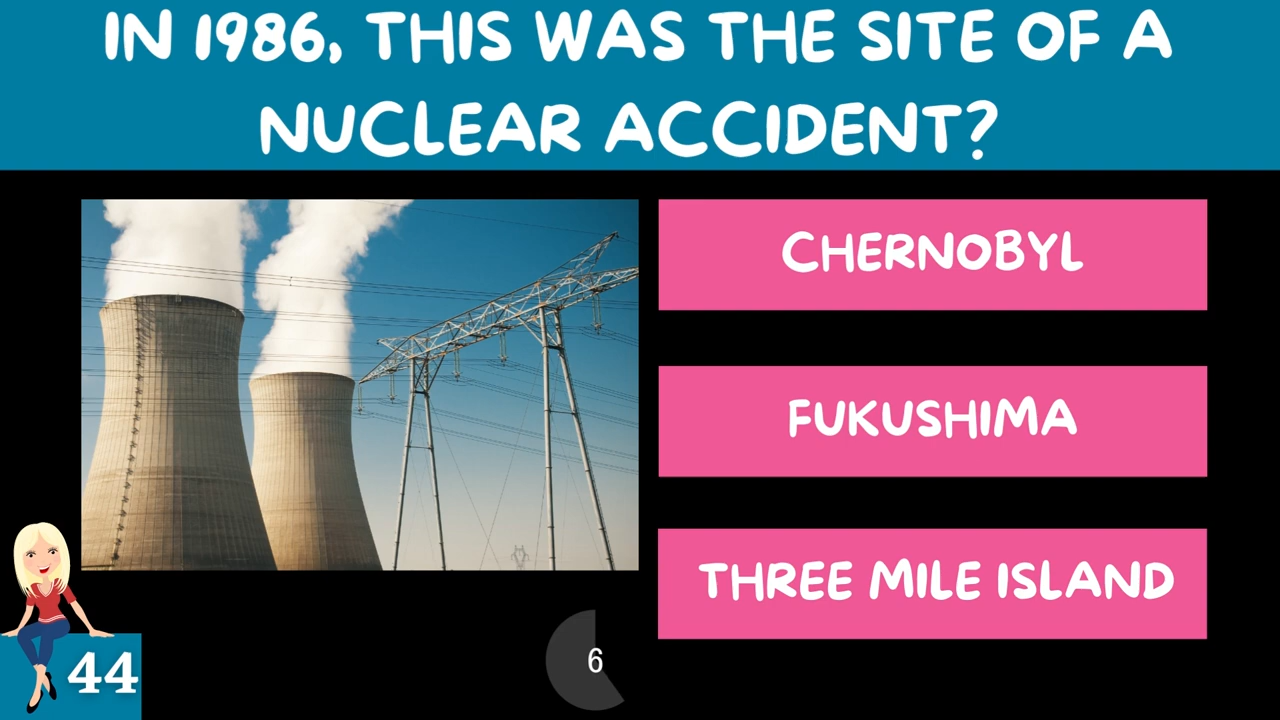 IN 1986, THIS WAS THE SITE OF A
NUCLEAR ACCIDENT?
CHERNOBYL
FUKUSHIMA
THREE MILE ISLAND
44
6